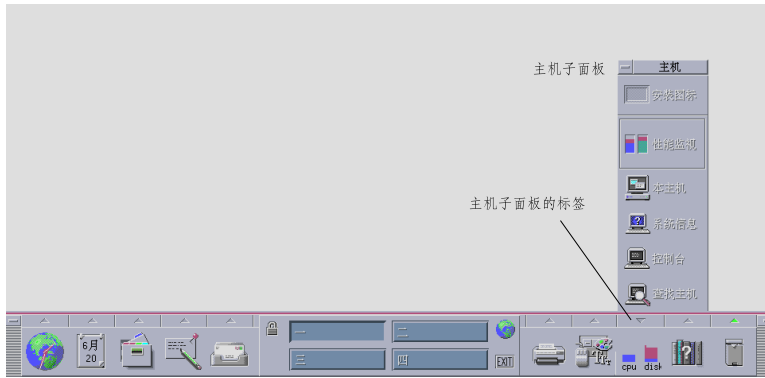 主机子面板
主机
安装图标
性能监视
本主机
系统信息
控制台
查找主机
主机子面板的标签
一
二
三
四
EXIT
6月
20
cpu
disk